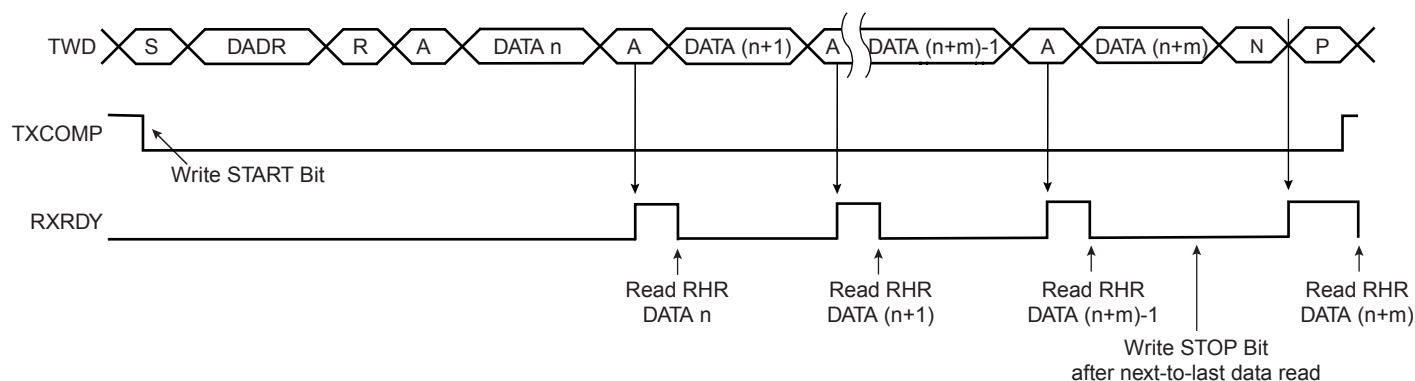 TWD S DADR R A DATA n A DATA (n+1) A DATA (n+m)-1 A DATA (n+m) N P
TXCOMP
Write START Bit
RXRDY
Read RHR Read RHR Read RHR Read RHR
DATA n DATA (n+1) DATA (n+m)-1 DATA (n+m)
Write STOP Bit
after next-to-last data read